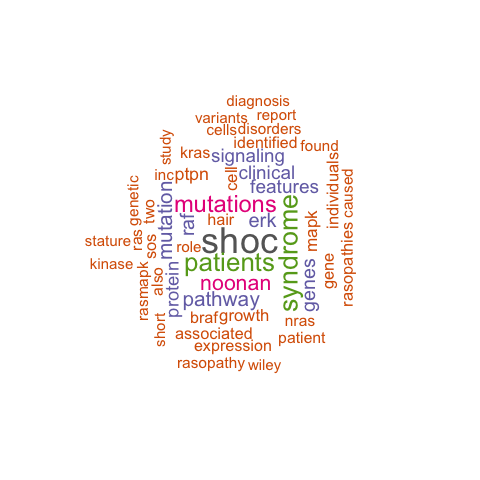 diagnosis
variants report
cells disorders
identified found
study
kras signaling
inc ptpn cell clinical
features
individuals
caused
genetic
two
mutation
mutations
raf
hair erk
syndrome
mapk
ras
sos
stature
role shoc
kinase
patients
gene
rasopathies
rasmapk
also
protein
noonan
genes
pathway
short
braf growth nras
associated patient
expression
rasopathy wiley